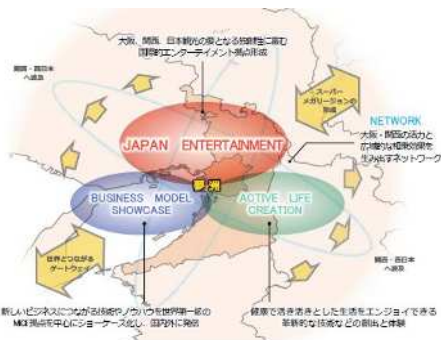 大阪、関西、日本観光の要となる独創性に富む
国際的エンターテイメント拠点形成
関西・西日本
へ波及
スーパー
メガリージョンの
形成
NETWORK
大阪・関西の活力と
広域的な相乗効果を
生み出すネットワーク
JAPAN ENTERTAINMENT
夢洲
BUSINESS MODEL
SHOWCASE
ACTIVE LIFE
CREATION
世界とつながる
ゲートウェイ
関西・西日本
へ波及
新しいビジネスにつながる技術やノウハウを世界第一級の
MICE拠点を中心にショーケース化し、国内外に発信
健康で活き活きとした生活をエンジョイできる
革新的な技術などの創出と体験